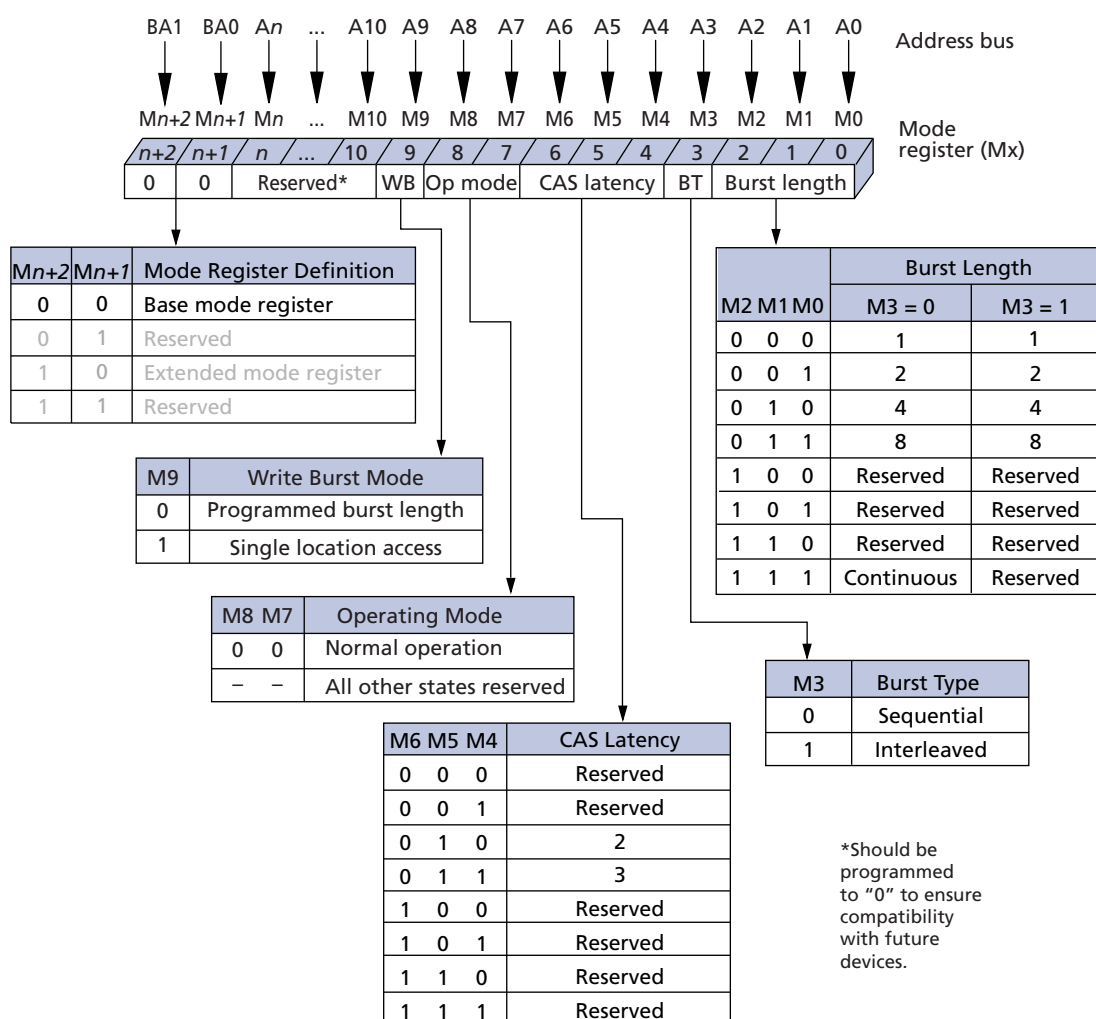 BA1 BA0 An ... A10 A9 A8 A7 A6 A5 A4 A3 A2 A1 A0 Address bus
Mn+2 Mn+1 Mn ... M10 M9 M8 M7 M6 M5 M4 M3 M2 M1 M0
Mode
register (Mx)
n+2 n+1 n ... 10 9 8 7 6 5 4 3 2 1 0
0 0 Reserved* WB Op mode CAS latency BT Burst length
Mn+2 Mn+1 Mode Register Definition
0 0 Base mode register
0 1 Reserved
1 0 Extended mode register
1 1 Reserved
Burst Length
M2 M1 M0 M3 = 0 M3 = 1
0 0 0 1 1
0 0 1 2 2
0 1 0 4 4
0 1 1 8 8
1 0 0 Reserved Reserved
1 0 1 Reserved Reserved
1 1 0 Reserved Reserved
1 1 1 Continuous Reserved
M9 Write Burst Mode
0 Programmed burst length
1 Single location access
M8 M7 Operating Mode
0 0 Normal operation
– – All other states reserved
M3 Burst Type
0 Sequential
1 Interleaved
M6 M5 M4 CAS Latency
0 0 0 Reserved
0 0 1 Reserved
0 1 0 2
0 1 1 3
1 0 0 Reserved
1 0 1 Reserved
1 1 0 Reserved
1 1 1 Reserved
*Should be
programmed
to “0” to ensure
compatibility
with future
devices.